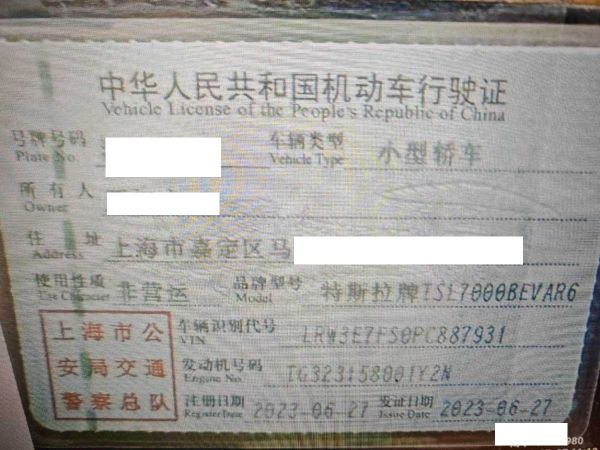 中华人民共和国机动车行驶证
Vehicle License of the People's Republic of China
号牌号码 车辆类型 小型轿车
Plate No. Vehicle Type
所有人
Owner
住址 上海市嘉定区马
Address
使用性质 非营运 品牌型号 特斯拉牌TSL7000BEVAR6
Use Character Model
上海市公 车辆识别代号 LRW3E7FS0PC887931
VIN
安局交通 发动机号码 TG323158001Y2N
Engine No.
警察总队 注册日期 2023-06-27 发证日期 2023-06-27
Register Date Issue Date
980